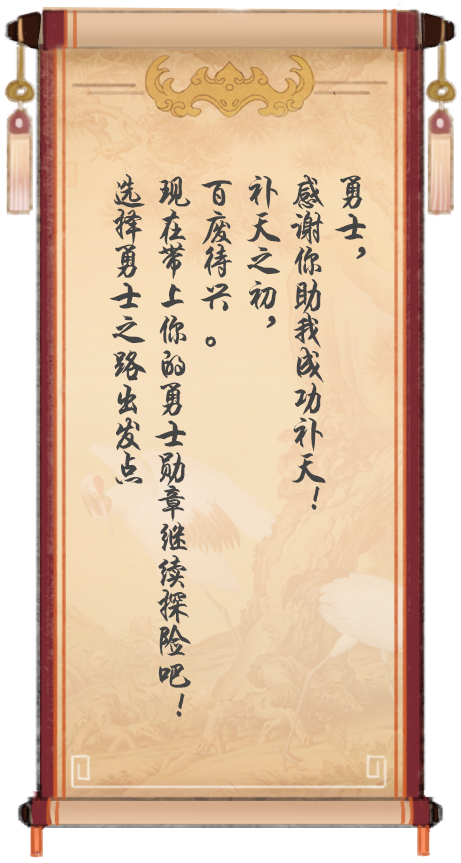 勇士，
感谢你助我成功补天！
补天之初，
百废待兴。
现在带上你的勇士勋章继续探险吧！
选择勇士之路出发点